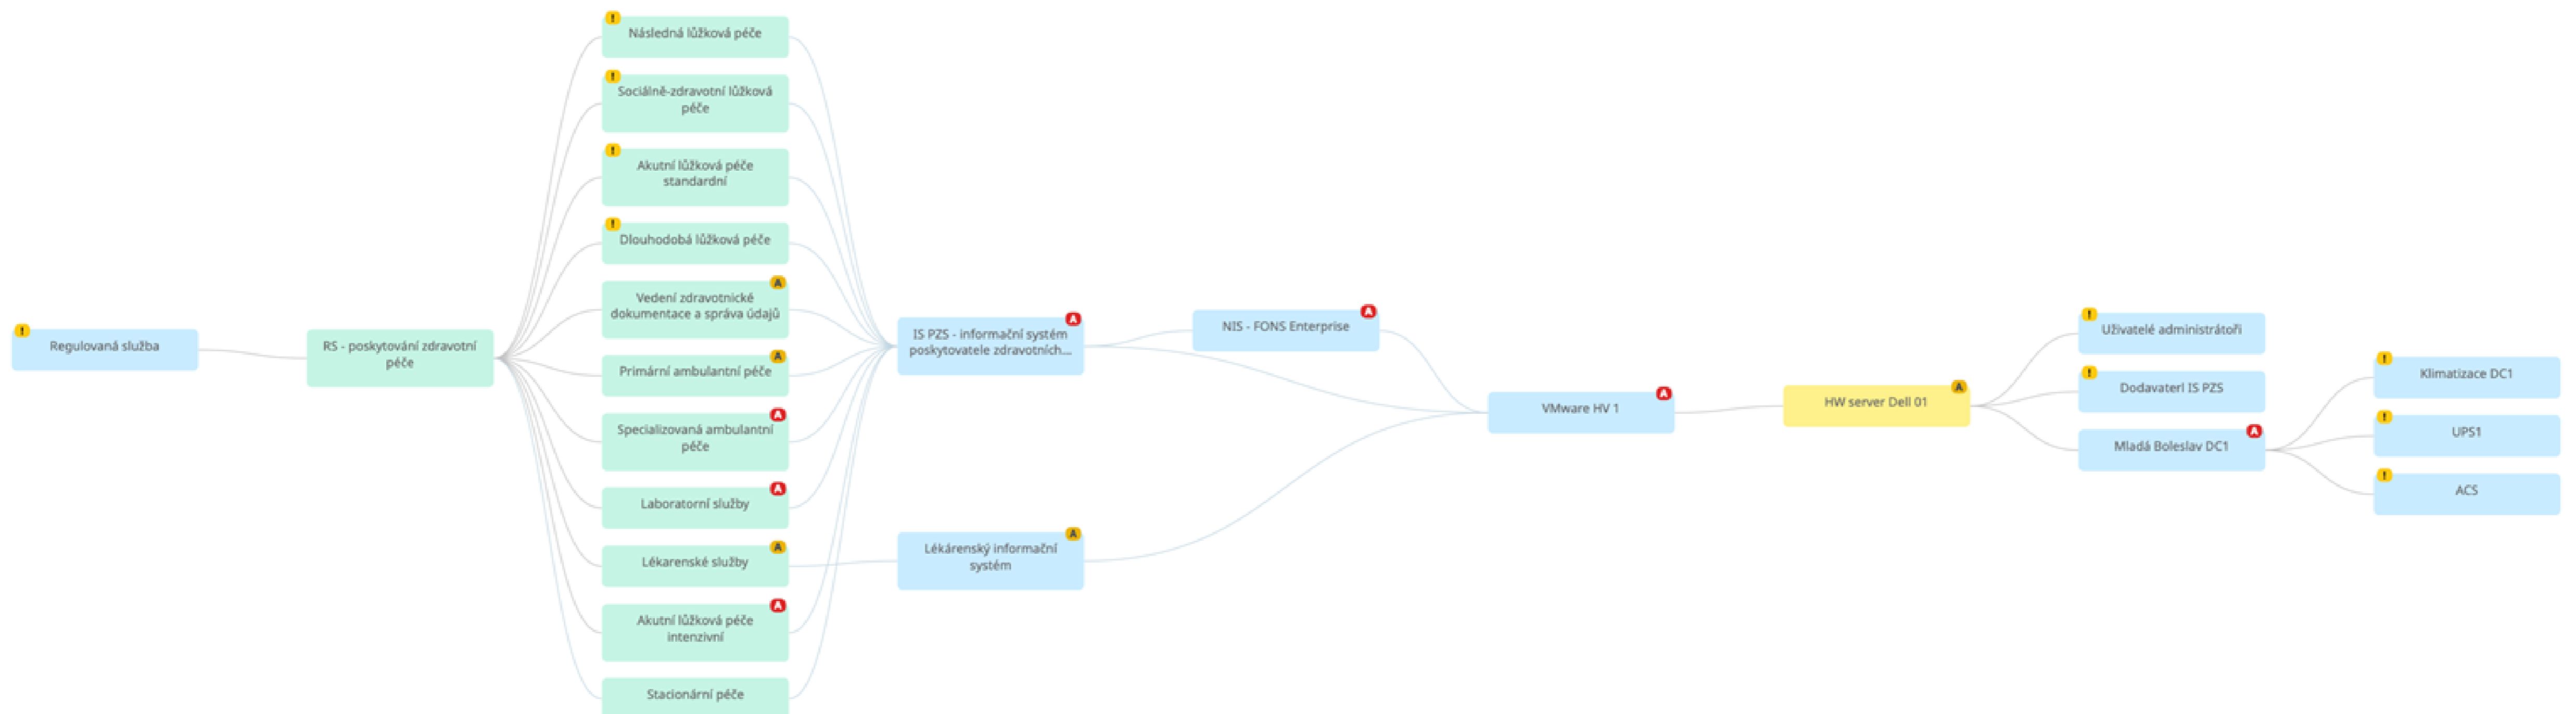 !
Regulovaná služba
RS - poskytování zdravotní
péče
!
Následná lůžková péče
!
Sociálně-zdravotní lůžková
péče
!
Akutní lůžková péče
standardní
!
Dlouhodobá lůžková péče
A
Vedení zdravotnické
dokumentace a správa údajů
A
Primární ambulantní péče
A
Specializovaná ambulantní
péče
A
Laboratorní služby
A
Lékarenské služby
A
Akutní lůžková péče
intenzivní
Stacionární péče
A
IS PZS - informační systém
poskytovatele zdravotních...
A
Lékárenský informační
systém
A
NIS - FONS Enterprise
A
VMware HV 1
A
HW server Dell 01
!
Uživatelé administrátoři
!
Dodavaterl IS PZS
A
Mladá Boleslav DC1
!
Klimatizace DC1
!
UPS1
!
ACS